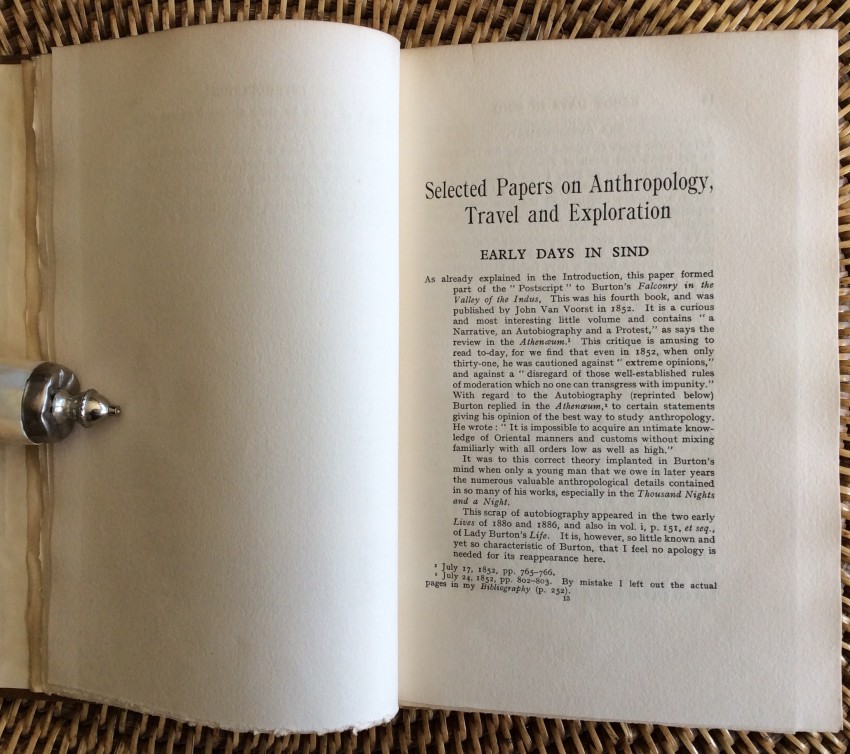 Selected Papers on Anthropology,
Travel and Exploration
EARLY DAYS IN SIND
As already explained in the Introduction, this paper formed
part of the " Postscript " to Burton's Falconry in the
Valley of the Indus, This was his fourth book, and was
published by John Van Voorst in 1852. It is a curious
and most interesting little volume and contains " a
Narrative, an Autobiography and a Protest," as says the
review in the Athenæum.¹ This critique is amusing to
read to-day, for we find that even in 1852, when only
thirty-one, he was cautioned against " extreme opinions,"
and against a " disregard of those well-established rules
of moderation which no one can transgress with impunity."
With regard to the Autobiography (reprinted below)
Burton replied in the Athenæum,² to certain statements
giving his opinion of the best way to study anthropology.
He wrote : " It is impossible to acquire an intimate know-
ledge of Oriental manners and customs without mixing
familiarly with all orders low as well as high."
It was to this correct theory implanted in Burton's
mind when only a young man that we owe in later years
the numerous valuable anthropological details contained
in so many of his works, especially in the Thousand Nights
and a Night.
This scrap of autobiography appeared in the two early
Lives of 1880 and 1886, and also in vol. i, p. 151, et seq.,
of Lady Burton's Life. It is, however, so little known and
yet so characteristic of Burton, that I feel no apology is
needed for its reappearance here.
¹ July 17, 1852, pp. 765-766.
² July 24, 1852, pp. 802-803. By mistake I left out the actual
pages in my Bibliography (p. 252).
13